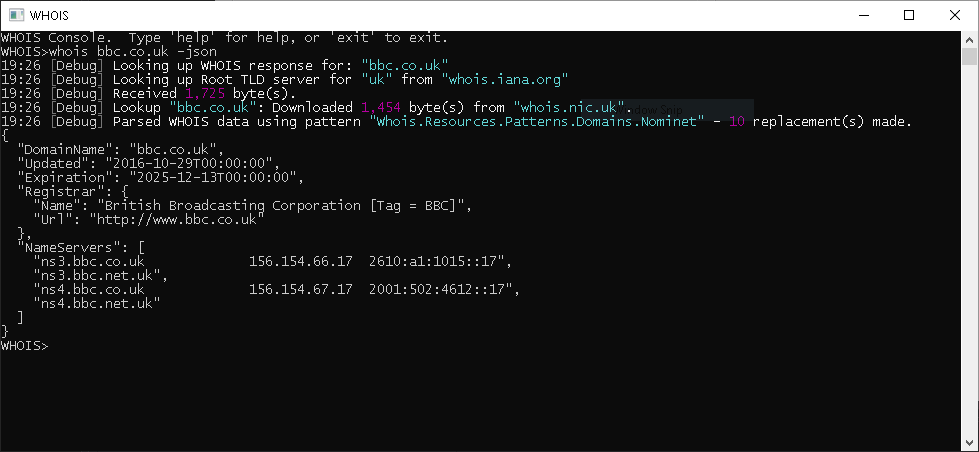 WHOIS
WHOIS Console.  Type 'help' for help, or 'exit' to exit.
WHOIS>whois bbc.co.uk -json
19:26 [Debug] Looking up WHOIS response for: "bbc.co.uk"
19:26 [Debug] Looking up Root TLD server for "uk" from "whois.iana.org"
19:26 [Debug] Received 1,725 byte(s).
19:26 [Debug] Lookup "bbc.co.uk": Downloaded 1,454 byte(s) from "whois.nic.uk".
19:26 [Debug] Parsed WHOIS data using pattern "Whois.Resources.Patterns.Domains.Nominet" - 10 replacement(s) made.
{
  "DomainName": "bbc.co.uk",
  "Updated": "2016-10-29T00:00:00",
  "Expiration": "2025-12-13T00:00:00",
  "Registrar": {
    "Name": "British Broadcasting Corporation [Tag = BBC]",
    "Url": "http://www.bbc.co.uk"
  },
  "NameServers": [
    "ns3.bbc.co.uk             156.154.66.17  2610:a1:1015::17",
    "ns3.bbc.net.uk",
    "ns4.bbc.co.uk             156.154.67.17  2001:502:4612::17",
    "ns4.bbc.net.uk"
  ]
}
WHOIS>